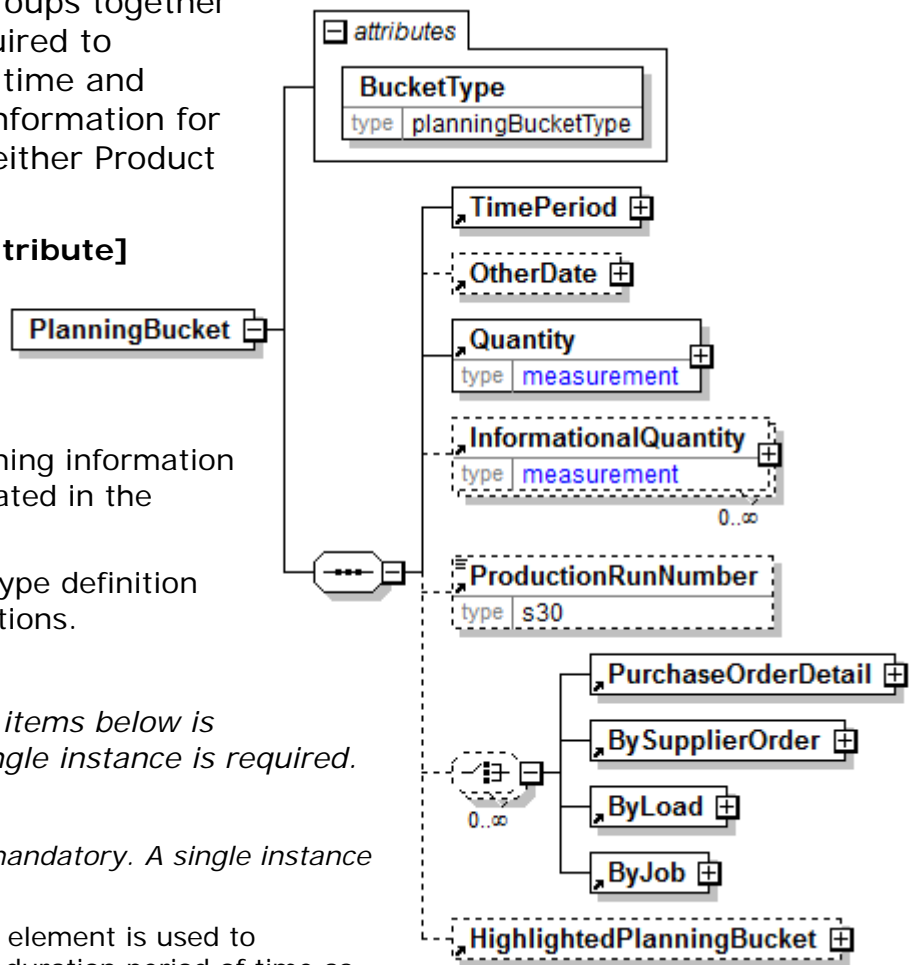 oups together
uired to
time and
nformation for
either Product
tribute]
ning information
ated in the
ype definition
tions.
items below is
ngle instance is required.
mandatory. A single instance
element is used to
attributes
BucketType
type planningBucketType
PlanningBucket
TimePeriod
OtherDate
Quantity
type measurement
InformationalQuantity
type measurement
0..∞
ProductionRunNumber
type s30
0..∞
PurchaseOrderDetail
BySupplierOrder
ByLoad
ByJob
HighlightedPlanningBucket